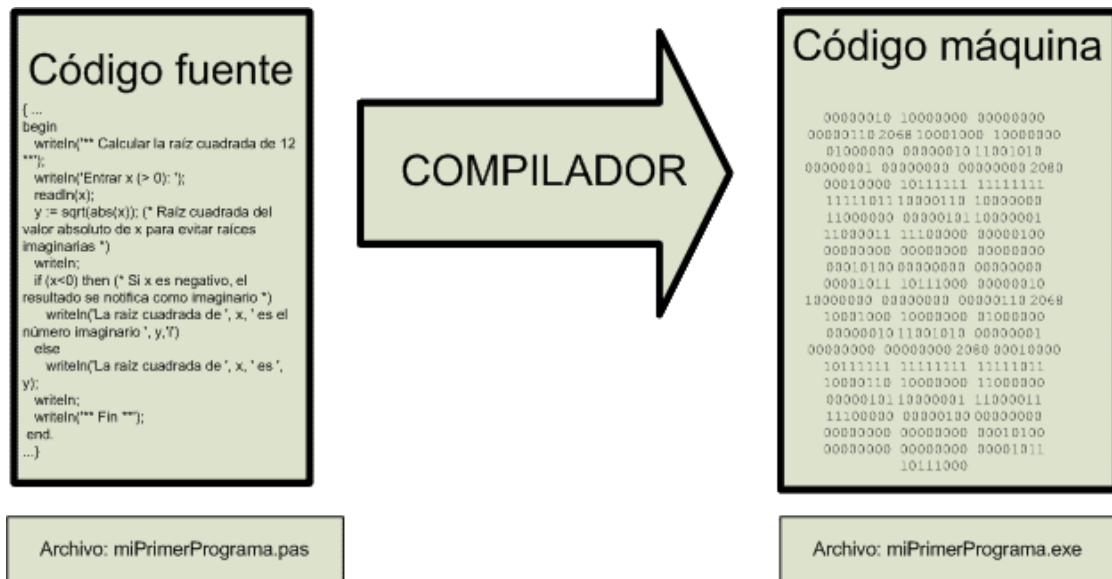 Código fuente
{ ...
begin
writeln('** Calcular la raíz cuadrada de 12
**');
writeln('Entrar x (> 0): ');
readln(x);
y := sqrt(abs(x)); (* Raíz cuadrada del
valor absoluto de x para evitar raíces
imaginarias *)
writeln;
if (x<0) then (* Si x es negativo, el
resultado se notifica como imaginario *)
writeln('La raíz cuadrada de ', x, ' es el
número imaginario ', y,'i')
else
writeln('La raíz cuadrada de ', x, ' es ',
y);
writeln;
writeln('** Fin **');
end.
...}
Archivo: miPrimerPrograma.pas
COMPILADOR
Código máquina
00000010 10000000 00000000
00000110 2068 10001000 10000000
01000000 00000010 11001010
00000001 00000000 00000000 2080
00010000 10111111 11111111
11111011 10000110 10000000
11000000 00000101 10000001
11000011 11100000 00000100
00000000 00000000 00000000
00010100 00000000 00000000
00001011 10111000 00000010
10000000 00000000 00000110 2068
10001000 10000000 01000000
00000010 11001010 00000001
00000000 00000000 2080 00010000
10111111 11111111 11111011
10000110 10000000 11000000
00000101 10000001 11000011
11100000 00000100 00000000
00000000 00000000 00010100
00000000 00000000 00001011
10111000
Archivo: miPrimerPrograma.exe